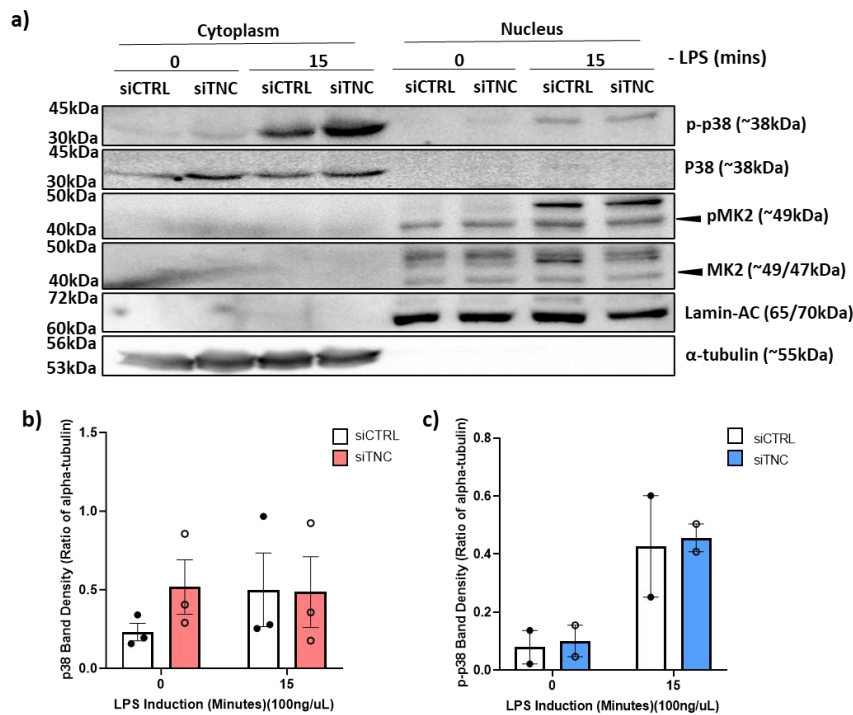 a)
Cytoplasm Nucleus
0 15 0 15 - LPS (mins)
siCTRL siTNC siCTRL siTNC siCTRL siTNC siCTRL siTNC
45kDa
30kDa
p-p38 (~38kDa)
45kDa
30kDa
P38 (~38kDa)
50kDa
40kDa
pMK2 (~49kDa)
50kDa
40kDa
MK2 (~49/47kDa)
72kDa
60kDa
Lamin-AC (65/70kDa)
56kDa
53kDa
α-tubulin (~55kDa)
b)
p38 Band Density (Ratio of alpha-tubulin)
1.5
1.0
0.5
0.0
0 15
LPS Induction (Minutes)(100ng/uL)
siCTRL
siTNC
c)
p-p38 Band Density (Ratio of alpha-tubulin)
0.8
0.6
0.4
0.2
0.0
0 15
LPS Induction (Minutes)(100ng/uL)
siCTRL
siTNC